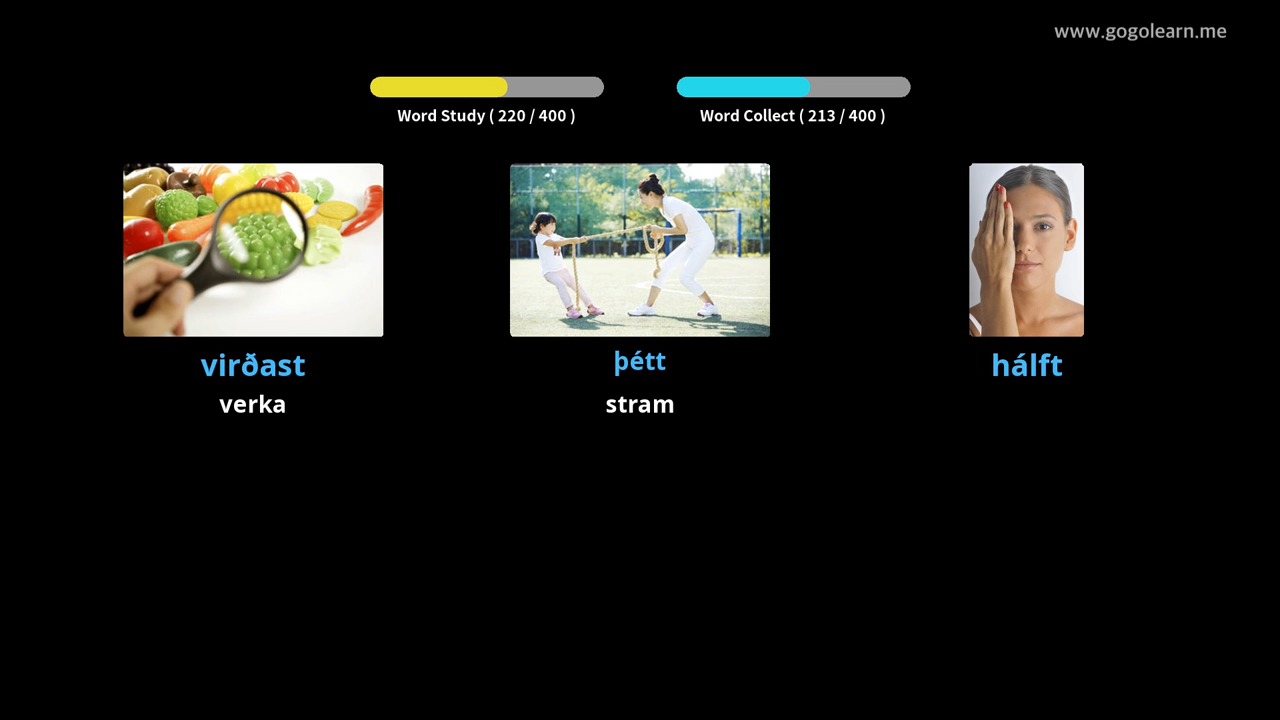 www.gogolearn.me
Word Study ( 220 / 400 )
Word Collect ( 213 / 400 )
virðast
verka
þétt
stram
hálft